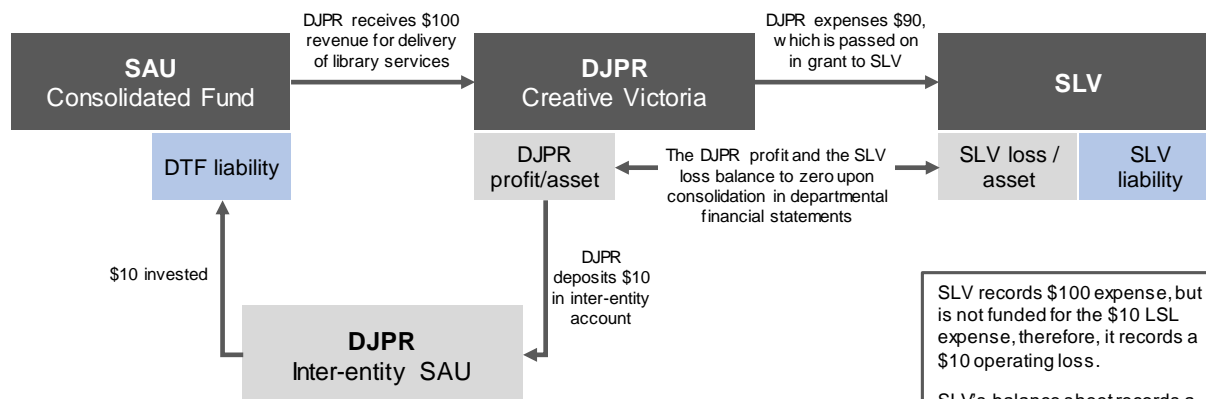 DJPR receives $100
revenue for delivery
of library services
DJPR expenses $90,
which is passed on
in grant to SLV
SAU
Consolidated Fund
DJPR
Creative Victoria
SLV
DTF liability
DJPR
profit/asset
The DJPR profit and the SLV
loss balance to zero upon
consolidation in departmental
financial statements
SLV loss /
asset
SLV
liability
$10 invested
DJPR
deposits $10
in inter-entity
account
DJPR
Inter-entity SAU
SLV records $100 expense, but
is not funded for the $10 LSL
expense, therefore, it records a
$10 operating loss.
SLV's balance sheet records a